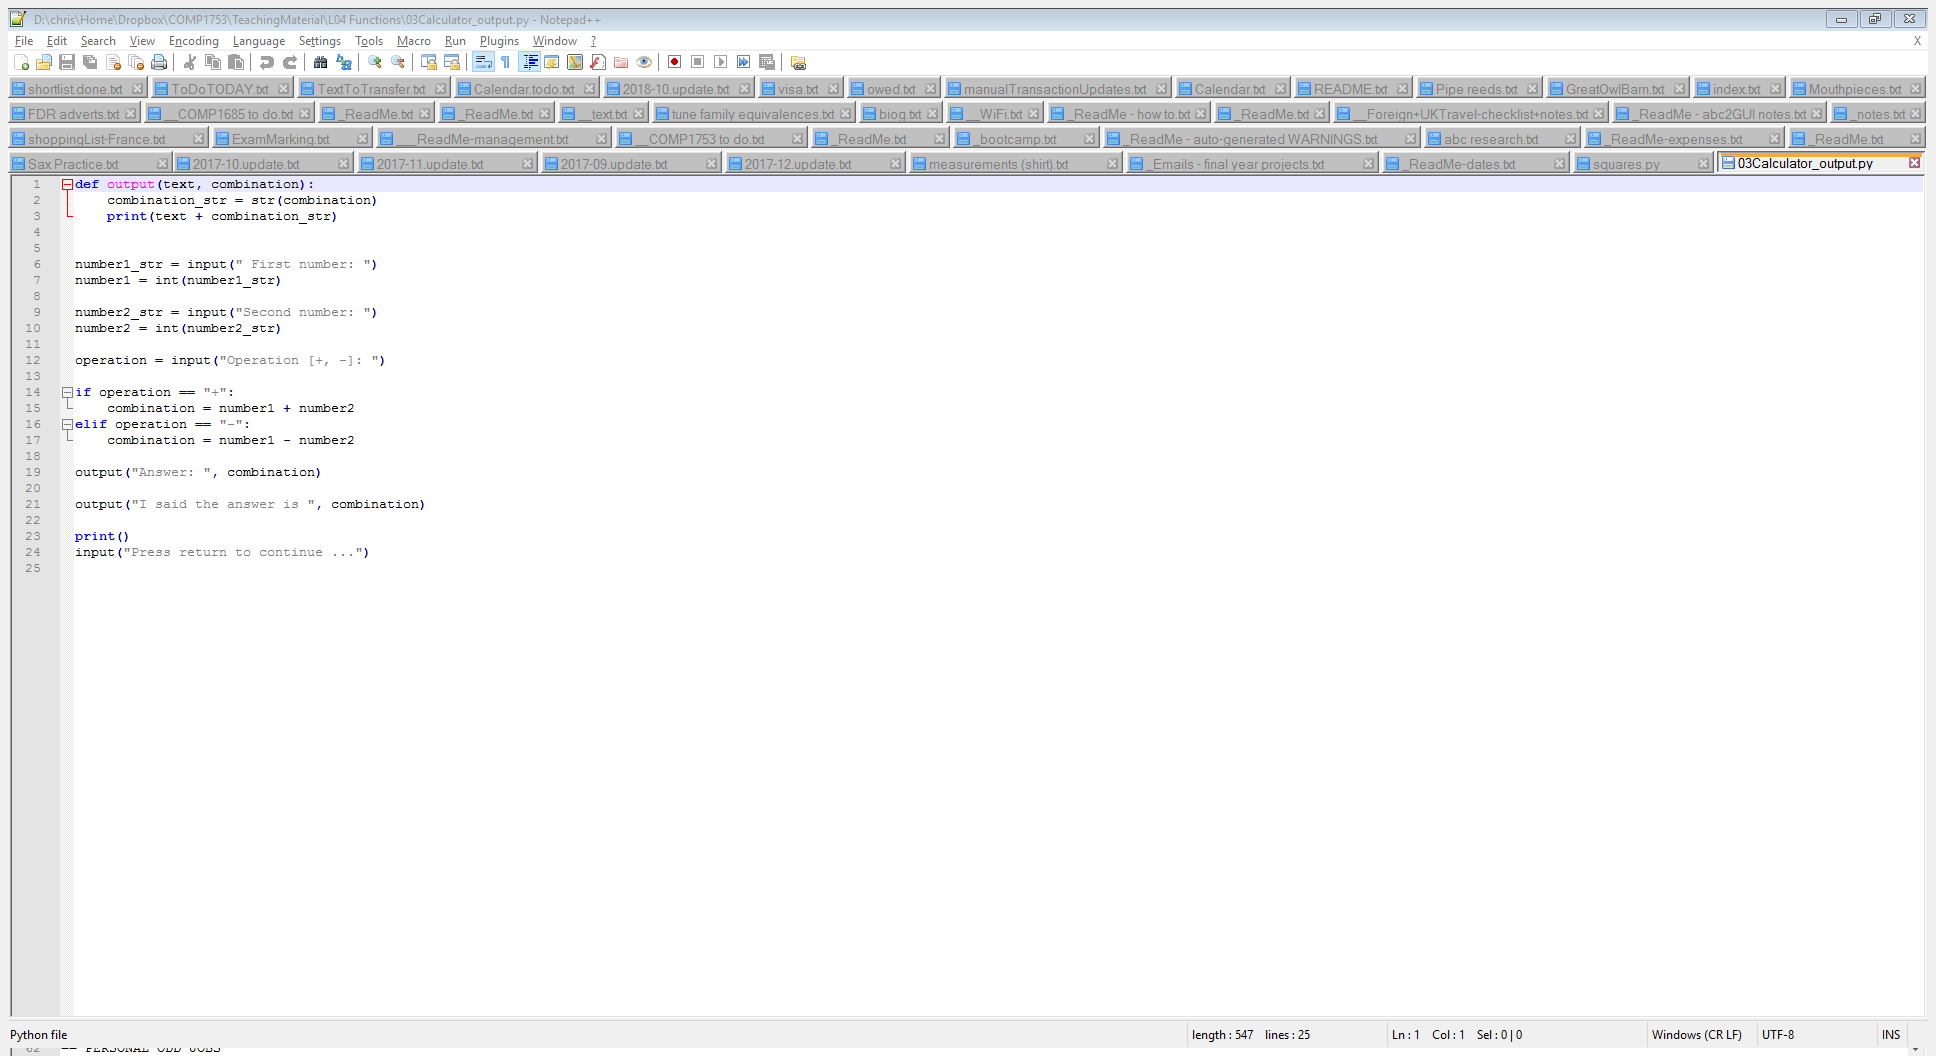 D:\chris\Home\Dropbox\COMP1753\TeachingMaterial\L04 Functions\03Calculator_output.py - Notepad++
File Edit Search View Encoding Language Settings Tools Macro Run Plugins Window ? X
shortlist.done.txt ToDoTODAY.txt TextToTransfer.txt Calendar.todo.txt 2018-10.update.txt visa.txt owed.txt manualTransactionUpdates.txt Calendar.txt README.txt Pipe reeds.txt GreatOwlBarn.txt index.txt Mouthpieces.txt
FDR adverts.txt __COMP1685 to do.txt _ReadMe.txt _ReadMe.txt __text.txt tune family equivalences.txt biog.txt __WiFi.txt _ReadMe - how to.txt _ReadMe.txt __Foreign+UKTravel-checklist+notes.txt _ReadMe - abc2GUI notes.txt _notes.txt
shoppingList-France.txt ExamMarking.txt ___ReadMe-management.txt __COMP1753 to do.txt _ReadMe.txt _bootcamp.txt _ReadMe - auto-generated WARNINGS.txt abc research.txt _ReadMe-expenses.txt _ReadMe.txt
Sax Practice.txt 2017-10.update.txt 2017-11.update.txt 2017-09.update.txt 2017-12.update.txt measurements (shirt).txt _Emails - final year projects.txt _ReadMe-dates.txt squares.py 03Calculator_output.py
1 def output(text, combination):
2 combination_str = str(combination)
3 print(text + combination_str)
4
5
6 number1_str = input(" First number: ")
7 number1 = int(number1_str)
8
9 number2_str = input("Second number: ")
10 number2 = int(number2_str)
11
12 operation = input("Operation [+, -]: ")
13
14 if operation == "+":
15 combination = number1 + number2
16 elif operation == "-":
17 combination = number1 - number2
18
19 output("Answer: ", combination)
20
21 output("I said the answer is ", combination)
22
23 print()
24 input("Press return to continue ...")
25
Python file length : 547 lines : 25 Ln : 1 Col : 1 Sel : 0 | 0 Windows (CR LF) UTF-8 INS
62 == PERSONAL ODD JOBS